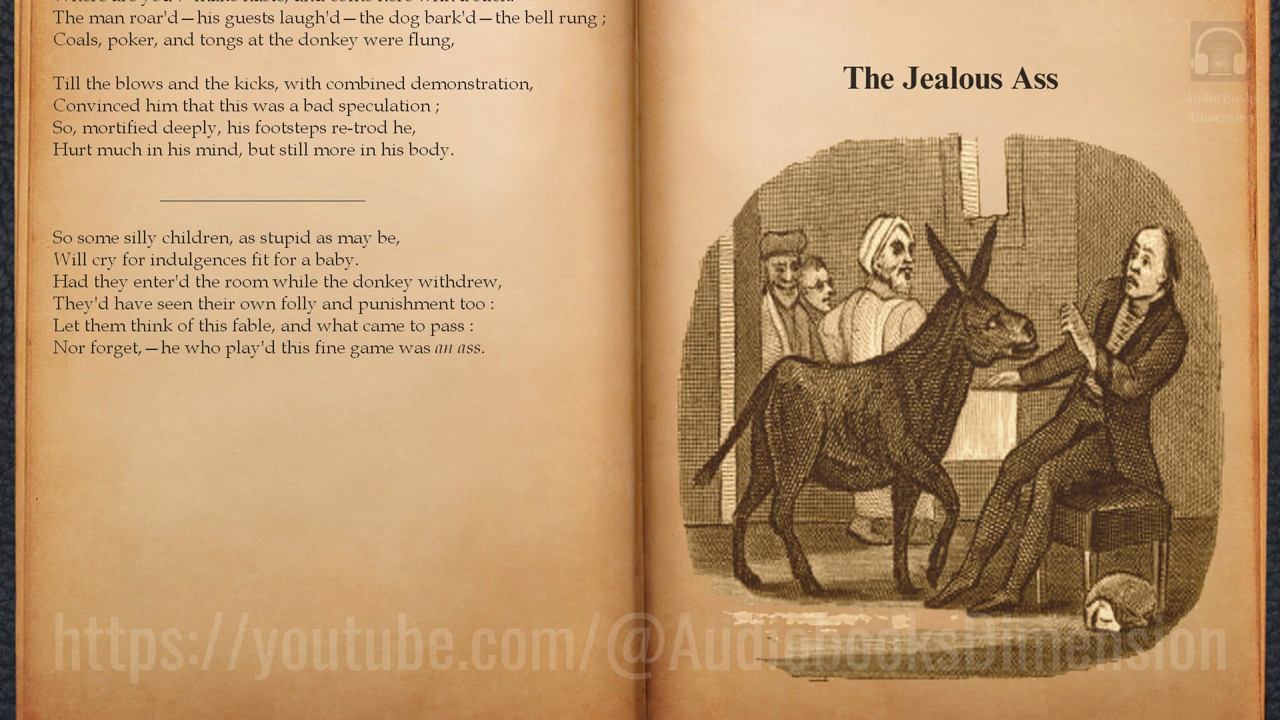 The man roar'd—his guests laugh'd—the dog bark'd—the bell rung ;
Coals, poker, and tongs at the donkey were flung,
Till the blows and the kicks, with combined demonstration,
Convinced him that this was a bad speculation ;
So, mortified deeply, his footsteps re-trod he,
Hurt much in his mind, but still more in his body.
So some silly children, as stupid as may be,
Will cry for indulgences fit for a baby.
Had they enter'd the room while the donkey withdrew,
They'd have seen their own folly and punishment too :
Let them think of this fable, and what came to pass :
Nor forget,—he who play'd this fine game was an ass.
The Jealous Ass
AudioBooks
Dimension
https://youtube.com/@AudiobooksDimension